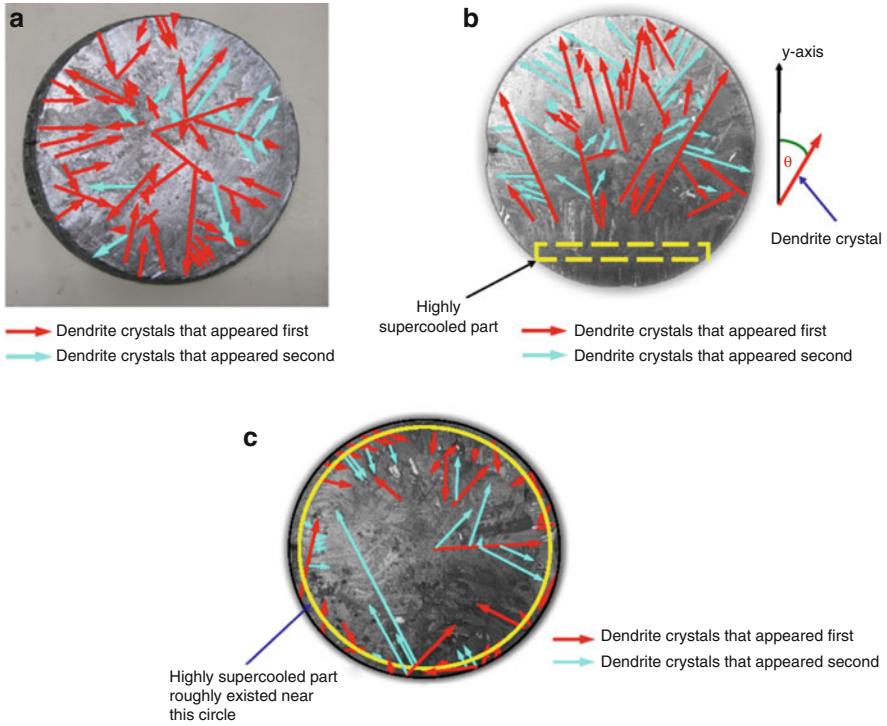 a
b
y-axis
θ
Dendrite crystal
Highly
supercooled part
Dendrite crystals that appeared first
Dendrite crystals that appeared second
Dendrite crystals that appeared first
Dendrite crystals that appeared second
c
Highly supercooled part
roughly existed near
this circle
Dendrite crystals that appeared first
Dendrite crystals that appeared second